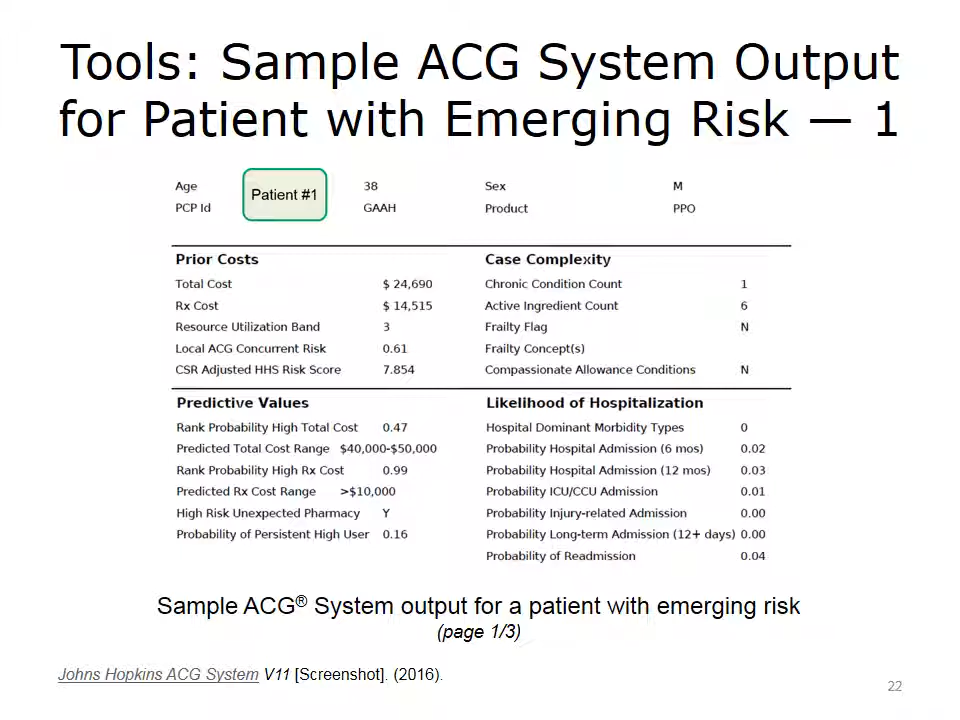 Tools: Sample ACG System Output
for Patient with Emerging Risk — 1
Age Patient #1 38 Sex M
PCP Id GAAH Product PPO
Prior Costs Case Complexity
Total Cost $ 24,690 Chronic Condition Count 1
Rx Cost $ 14,515 Active Ingredient Count 6
Resource Utilization Band 3 Frailty Flag N
Local ACG Concurrent Risk 0.61 Frailty Concept(s)
CSR Adjusted HHS Risk Score 7.854 Compassionate Allowance Conditions N
Predictive Values Likelihood of Hospitalization
Rank Probability High Total Cost 0.47 Hospital Dominant Morbidity Types 0
Predicted Total Cost Range $40,000-$50,000 Probability Hospital Admission (6 mos) 0.02
Rank Probability High Rx Cost 0.99 Probability Hospital Admission (12 mos) 0.03
Predicted Rx Cost Range >$10,000 Probability ICU/CCU Admission 0.01
High Risk Unexpected Pharmacy Y Probability Injury-related Admission 0.00
Probability of Persistent High User 0.16 Probability Long-term Admission (12+ days) 0.00
Probability of Readmission 0.04
Sample ACG® System output for a patient with emerging risk
(page 1/3)
Johns Hopkins ACG System V11 [Screenshot]. (2016).
22